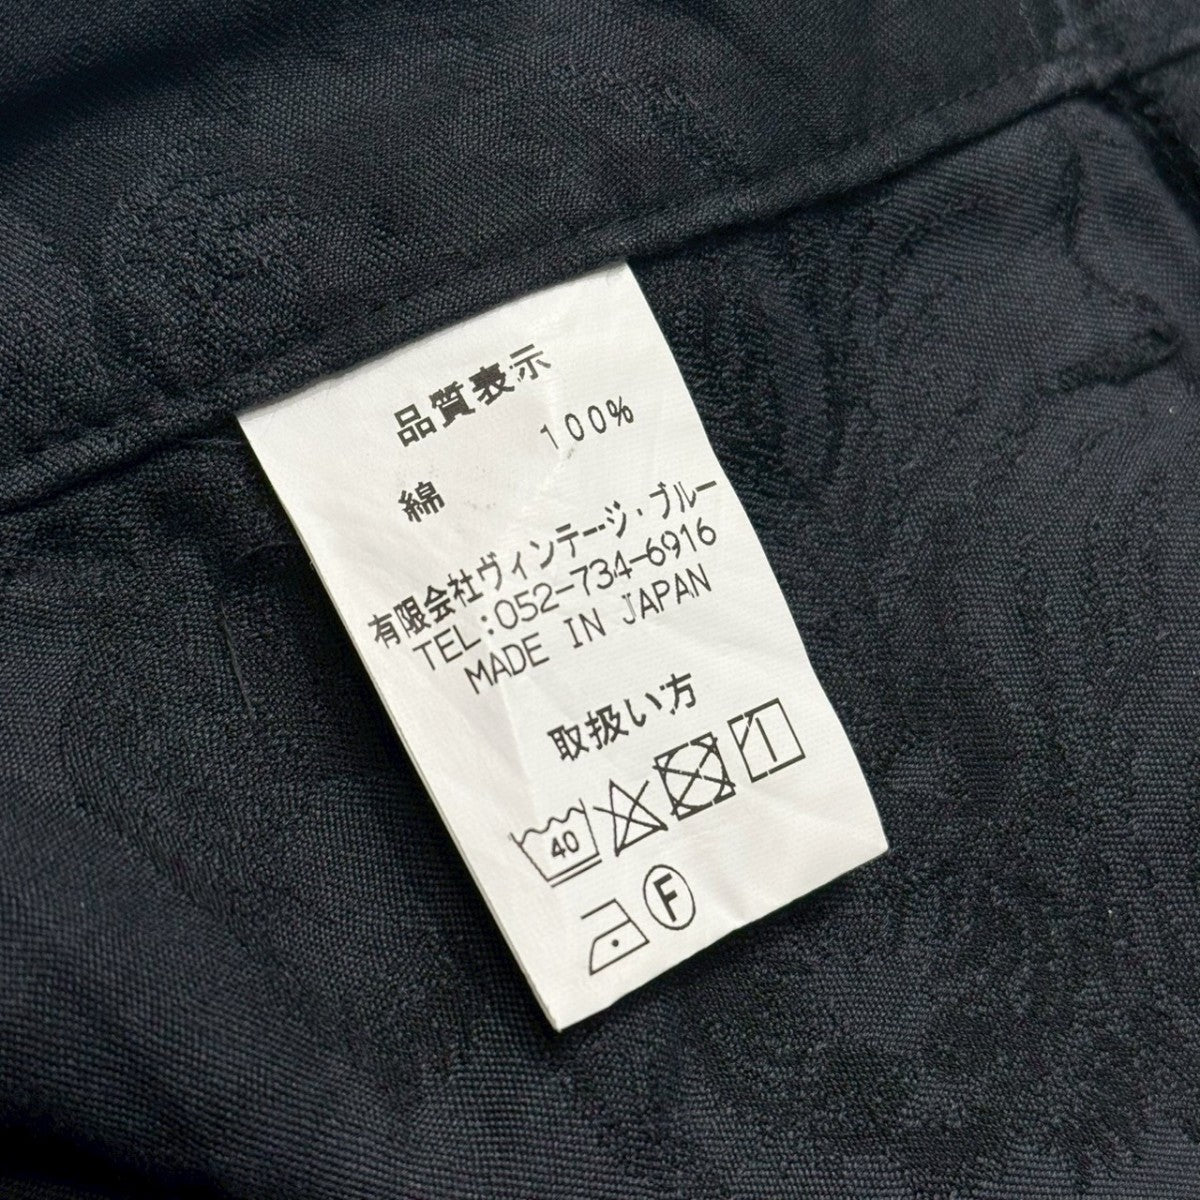 品質表示
綿 100%
有限会社ヴィンテージ・ブルー
TEL:052-734-6916
MADE IN JAPAN
取扱い方
40
F